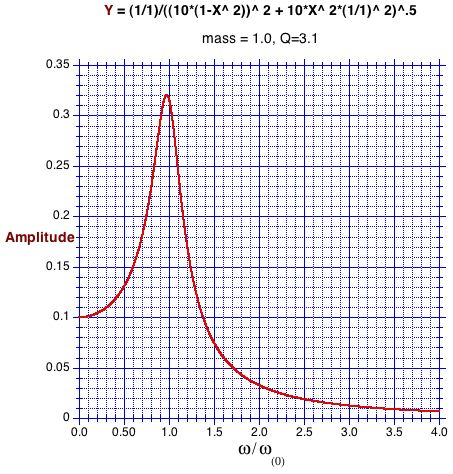 Y = (1/1)/((10*(1-X^ 2))^ 2 + 10*X^ 2*(1/1)^ 2)^.5
mass = 1.0, Q=3.1
0.35
0.3
0.25
0.2
Amplitude
0.15
0.1
0.05
0
0.0 0.50 1.0 1.5 2.0 2.5 3.0 3.5 4.0
ω/ω
(0)